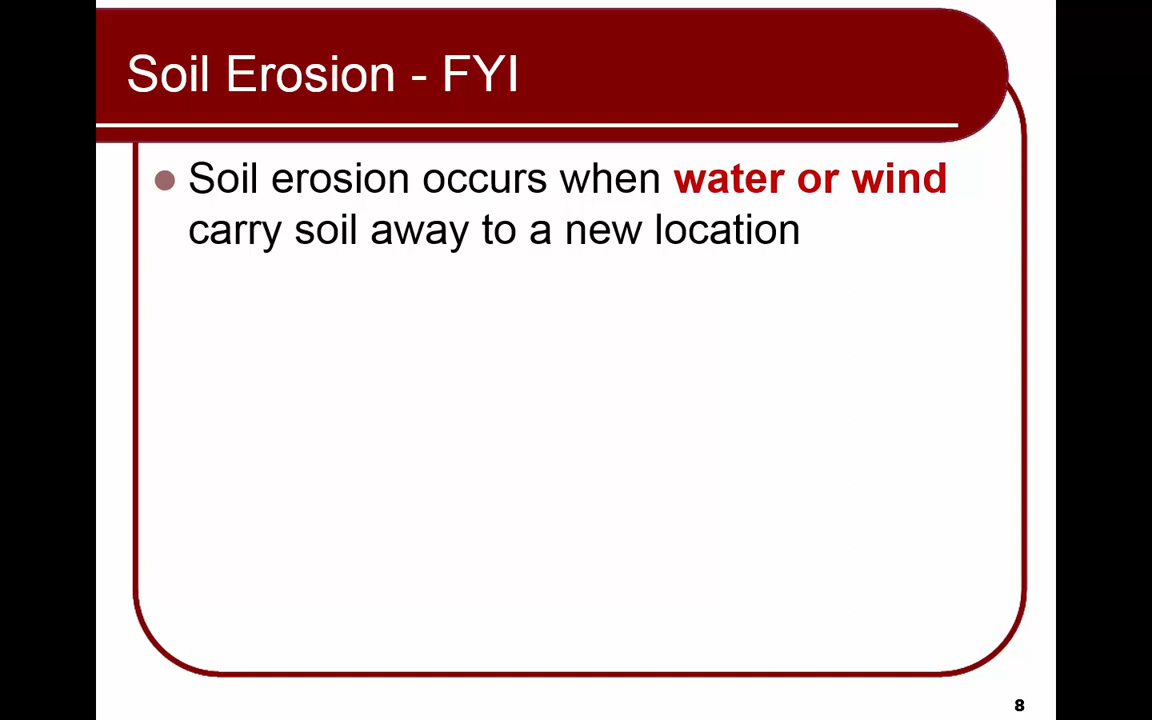 Soil Erosion - FYI
Soil erosion occurs when water or wind
carry soil away to a new location
8